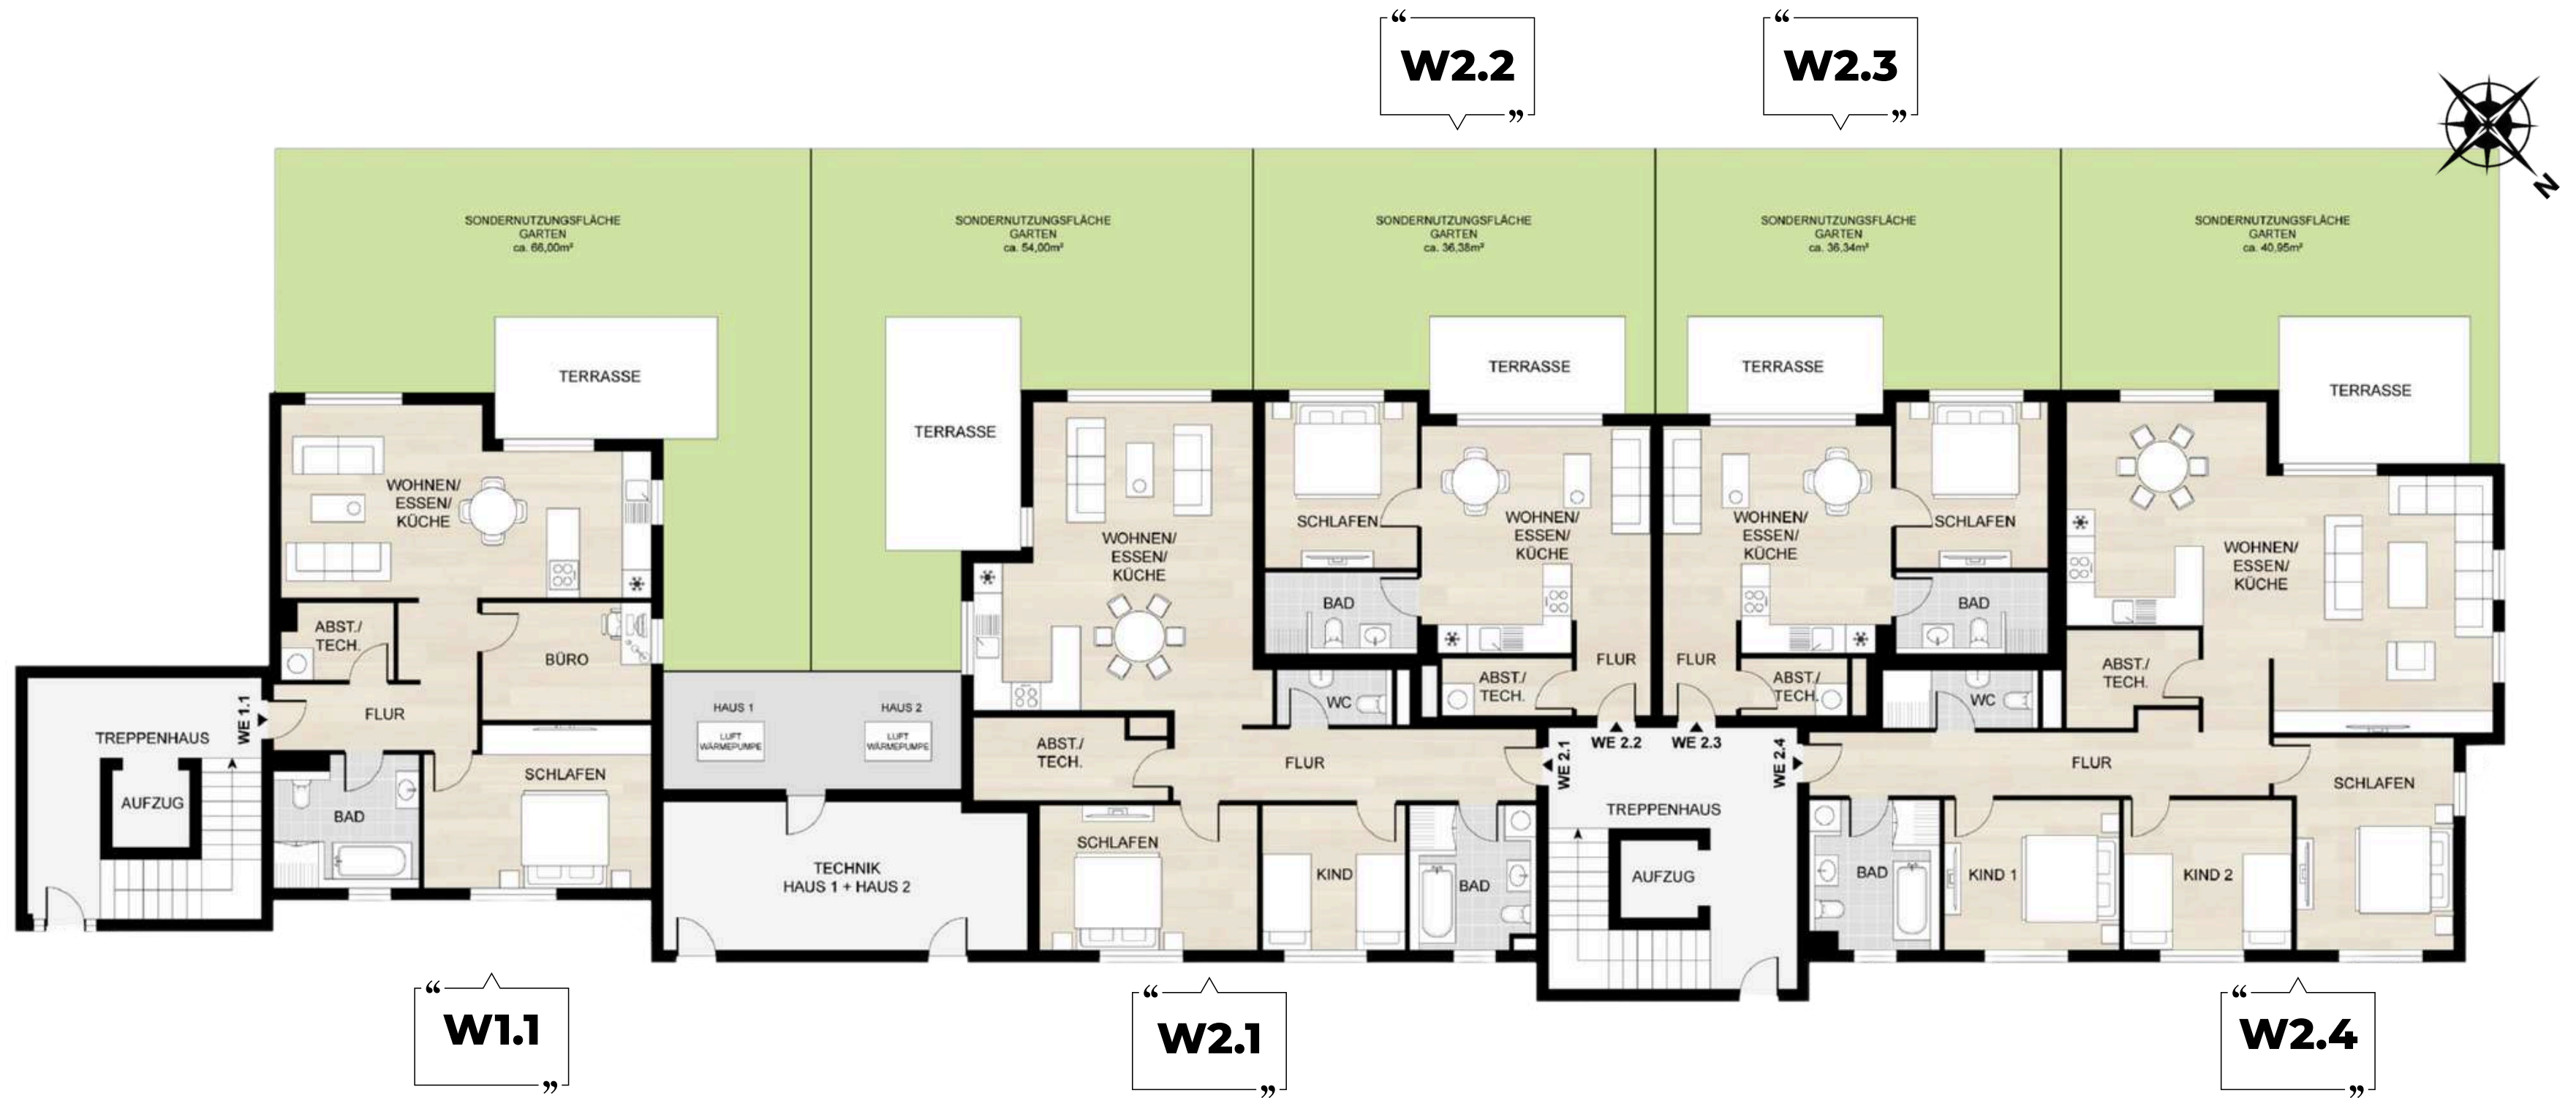 W2.2
W2.3
N
SONDERNUTZUNGSFLÄCHE
GARTEN
ca. 66,00m²
SONDERNUTZUNGSFLÄCHE
GARTEN
ca. 54,00m²
SONDERNUTZUNGSFLÄCHE
GARTEN
ca. 36,38m²
SONDERNUTZUNGSFLÄCHE
GARTEN
ca. 36,34m²
SONDERNUTZUNGSFLÄCHE
GARTEN
ca. 40,95m²
TERRASSE
TERRASSE
TERRASSE
TERRASSE
TERRASSE
WOHNEN/
ESSEN/
KÜCHE
ABST./
TECH.
BÜRO
FLUR
WE 1.1
TREPPENHAUS
AUFZUG
BAD
SCHLAFEN
HAUS 1
LUFT
WÄRMEPUMPE
HAUS 2
LUFT
WÄRMEPUMPE
TECHNIK
HAUS 1 + HAUS 2
WOHNEN/
ESSEN/
KÜCHE
ABST./
TECH.
FLUR
WC
SCHLAFEN
KIND
BAD
WE 2.1
SCHLAFEN
BAD
WOHNEN/
ESSEN/
KÜCHE
ABST./
TECH.
FLUR
WE 2.2
WOHNEN/
ESSEN/
KÜCHE
SCHLAFEN
BAD
FLUR
ABST./
TECH.
WE 2.3
WE 2.4
TREPPENHAUS
AUFZUG
WOHNEN/
ESSEN/
KÜCHE
ABST./
TECH.
WC
FLUR
BAD
KIND 1
KIND 2
SCHLAFEN
W1.1
W2.1
W2.4